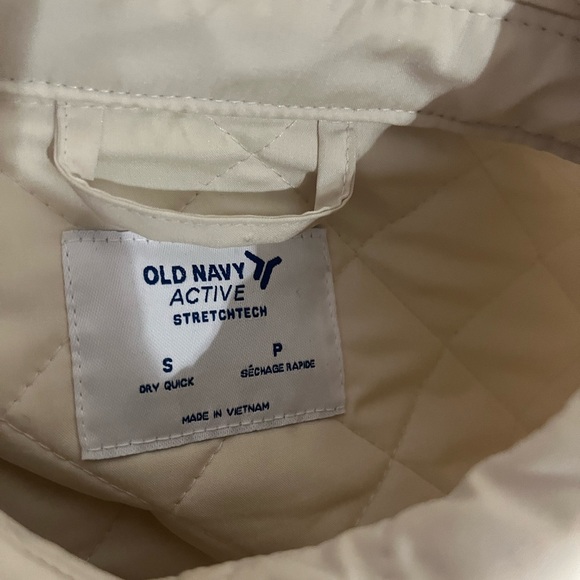 OLD NAVY
ACTIVE
STRETCHTECH
S P
DRY QUICK SÉCHAGE RAPIDE
MADE IN VIETNAM